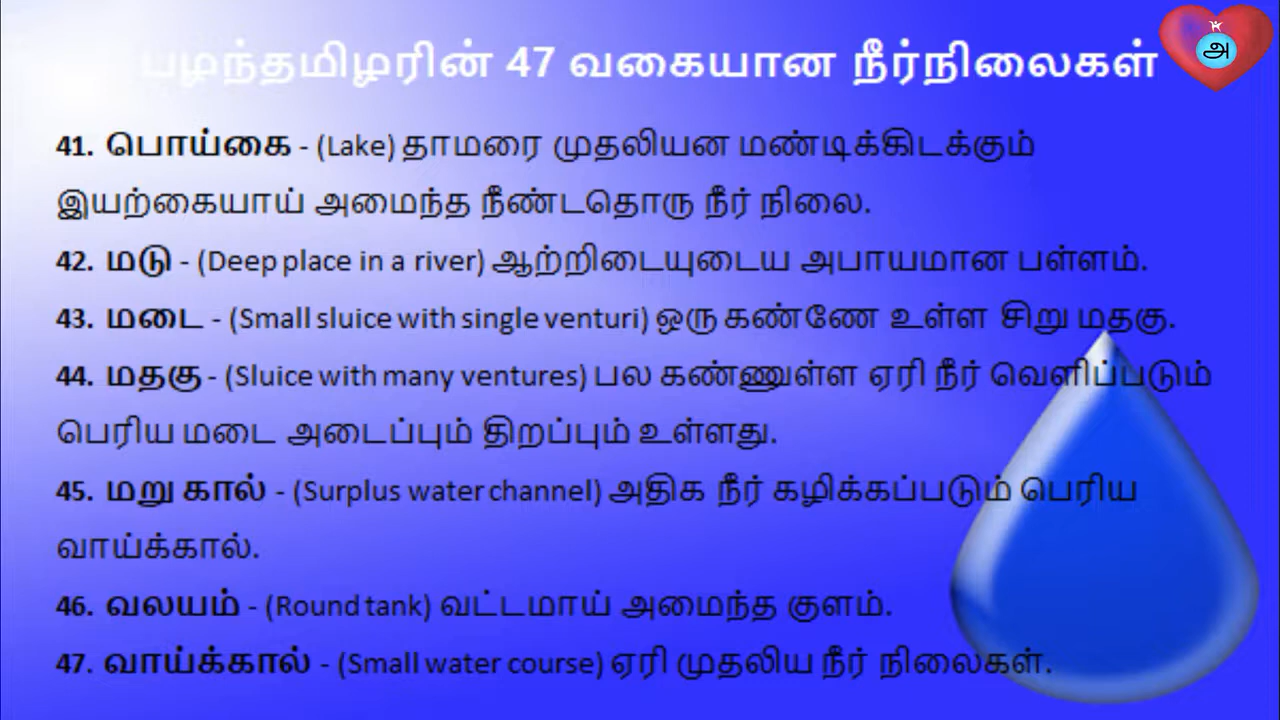 பழந்தமிழரின் 47 வகையான நீர்நிலைகள்
அ
41. பொய்கை - (Lake) தாமரை முதலியன மண்டிக்கிடக்கும்
இயற்கையாய் அமைந்த நீண்டதொரு நீர் நிலை.
42. மடு - (Deep place in a river) ஆற்றிடையுடைய அபாயமான பள்ளம்.
43. மடை - (Small sluice with single venturi) ஒரு கண்ணே உள்ள சிறு மதகு.
44. மதகு - (Sluice with many ventures) பல கண்ணுள்ள ஏரி நீர் வெளிப்படும்
பெரிய மடை அடைப்பும் திறப்பும் உள்ளது.
45. மறு கால் - (Surplus water channel) அதிக நீர் கழிக்கப்படும் பெரிய
வாய்க்கால்.
46. வலயம் - (Round tank) வட்டமாய் அமைந்த குளம்.
47. வாய்க்கால் - (Small water course) ஏரி முதலிய நீர் நிலைகள்.